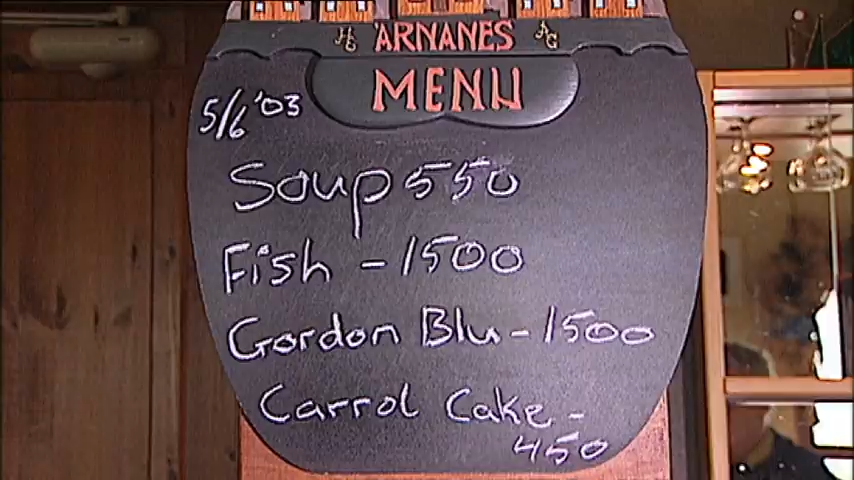 'ARNANES
MENU
5/6 '03
Soup 550
Fish - 1500
Gordon Blu - 1500
Carrol Cake -
450